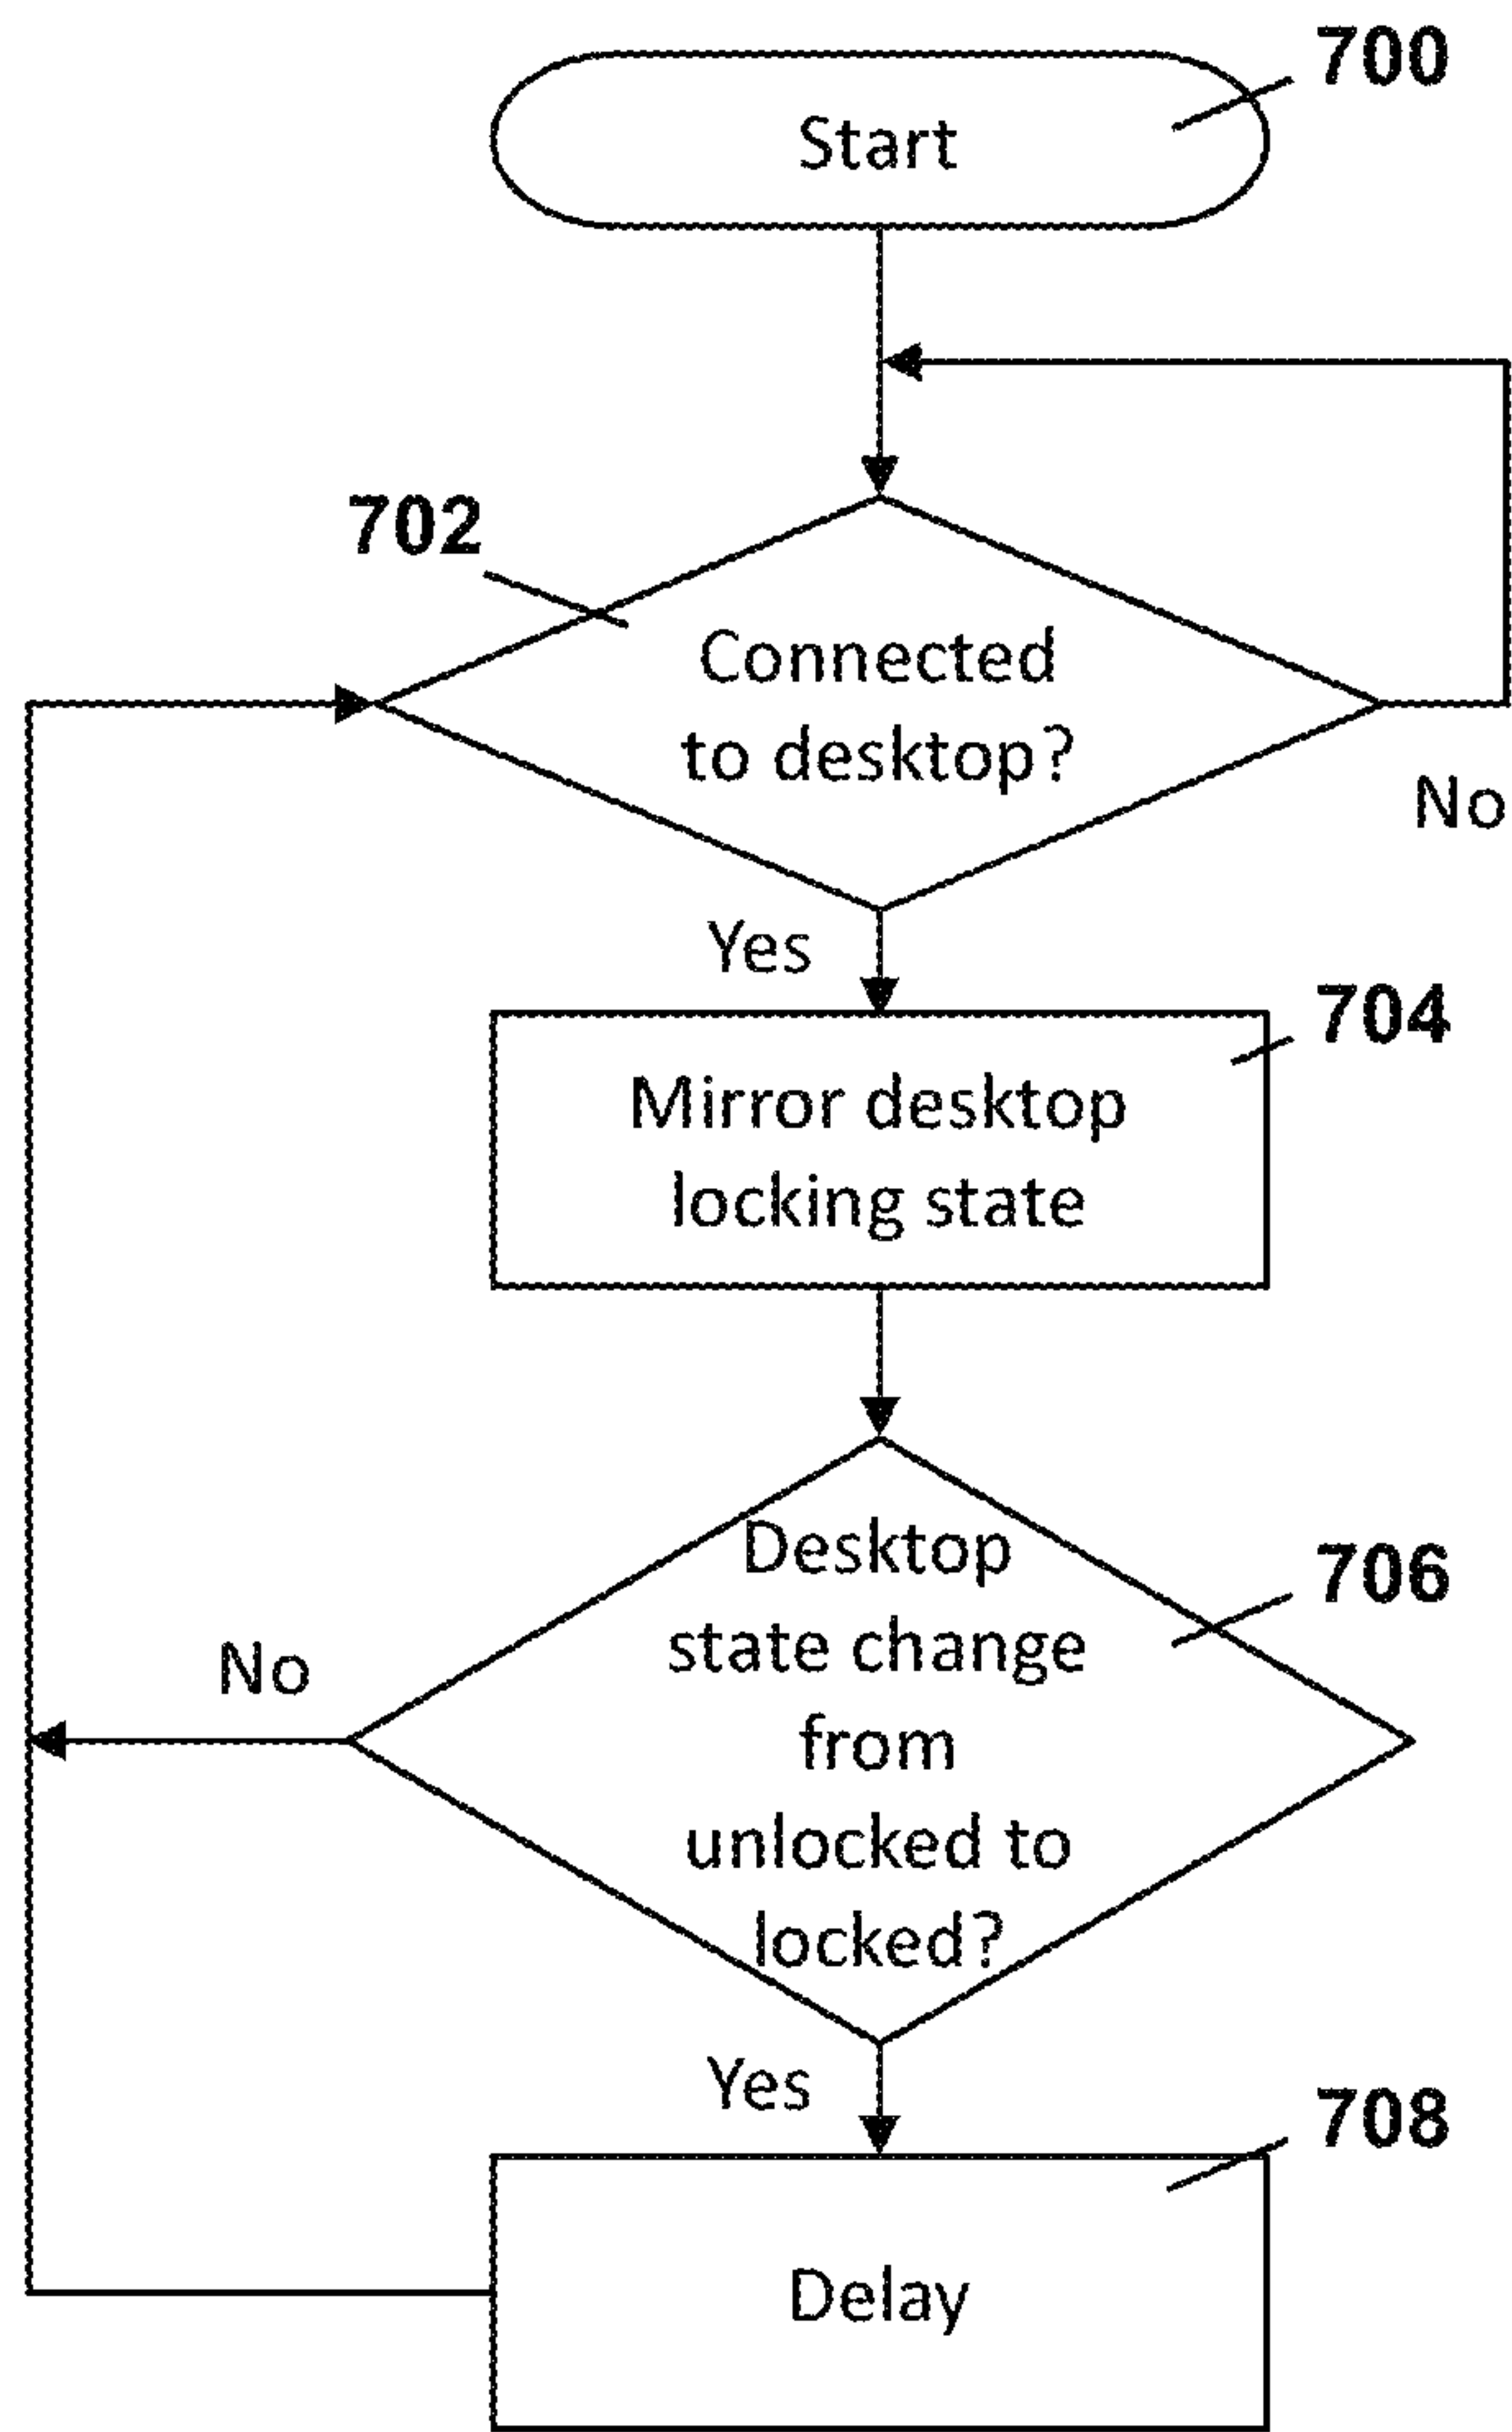 700
Start
702
Connected
to desktop?
No
Yes
704
Mirror desktop
locking state
706
Desktop
state change
from
unlocked to
locked?
No
Yes
708
Delay